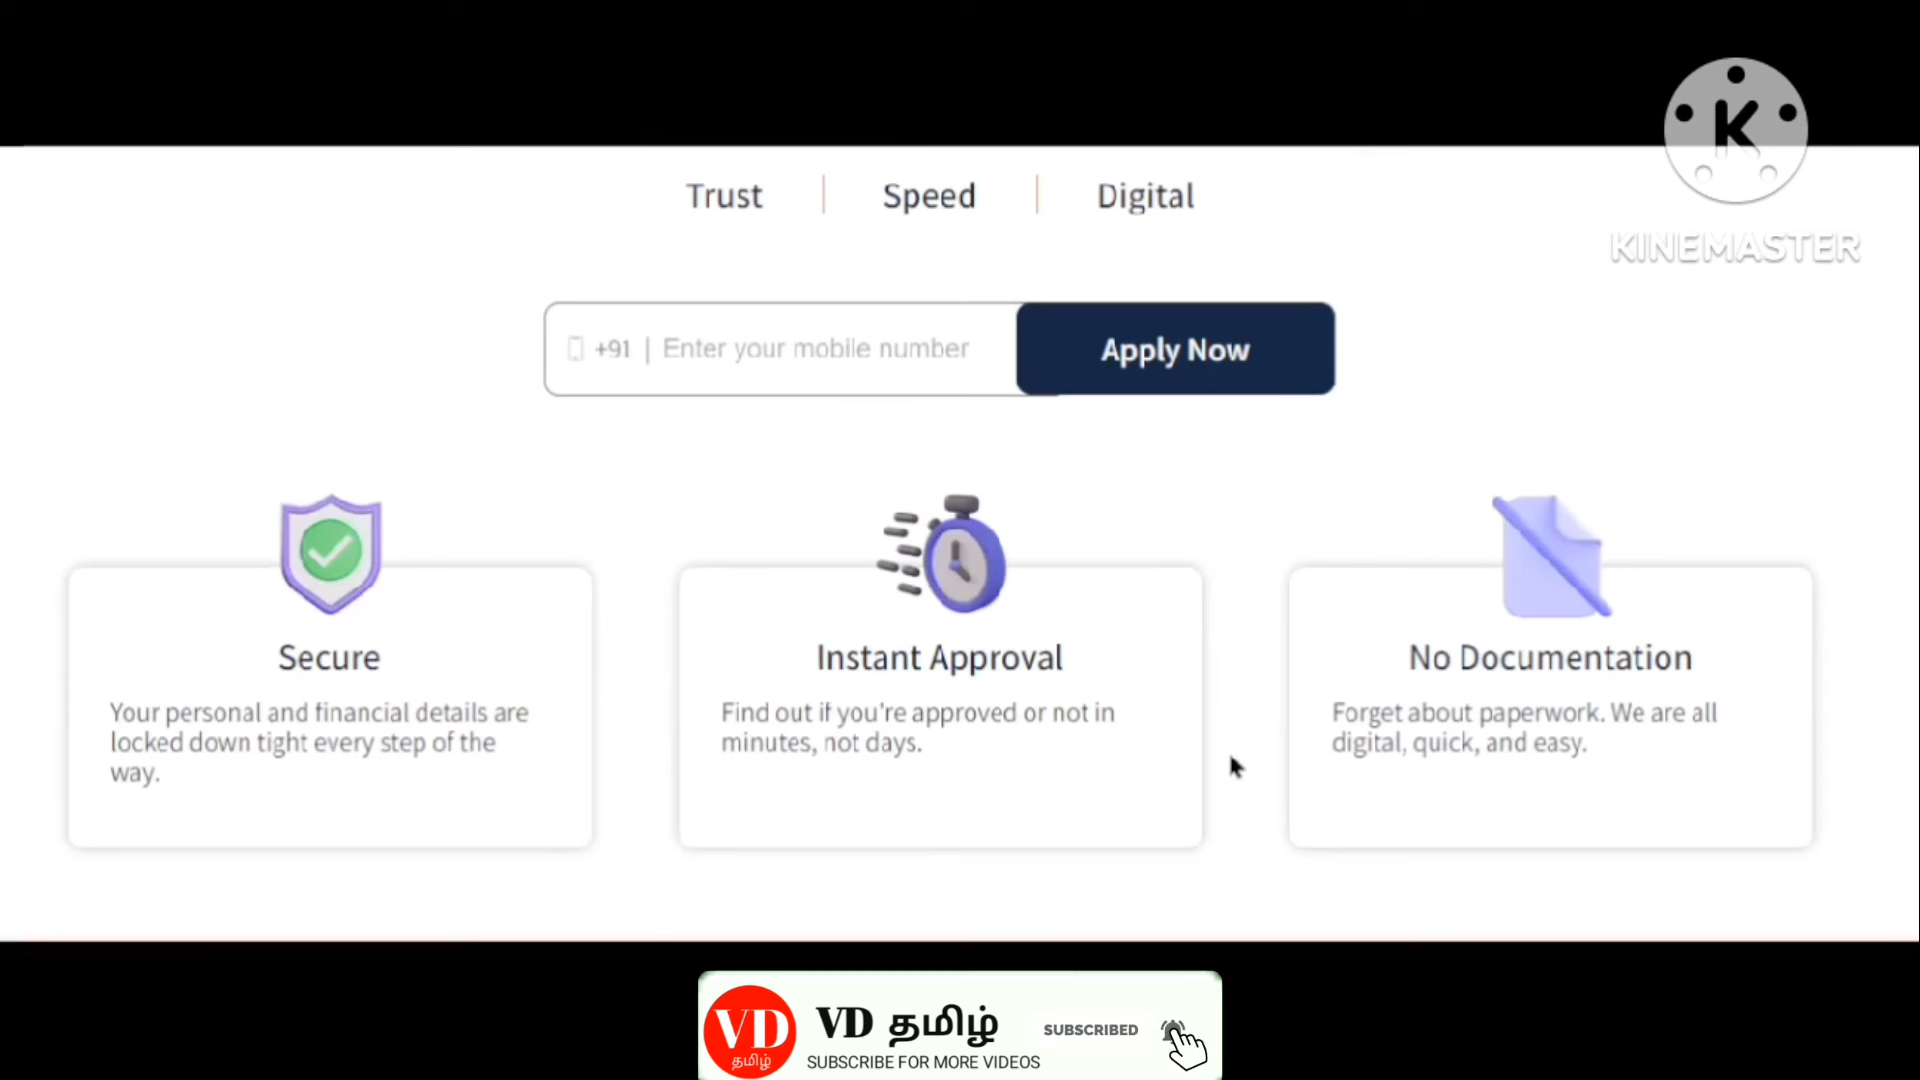 K
KINEMASTER
Trust | Speed | Digital
+91 | Enter your mobile number
Apply Now
Secure
Your personal and financial details are
locked down tight every step of the
way.
Instant Approval
Find out if you're approved or not in
minutes, not days.
No Documentation
Forget about paperwork. We are all
digital, quick, and easy.
VD
தமிழ்
VD தமிழ்
SUBSCRIBE FOR MORE VIDEOS
SUBSCRIBED